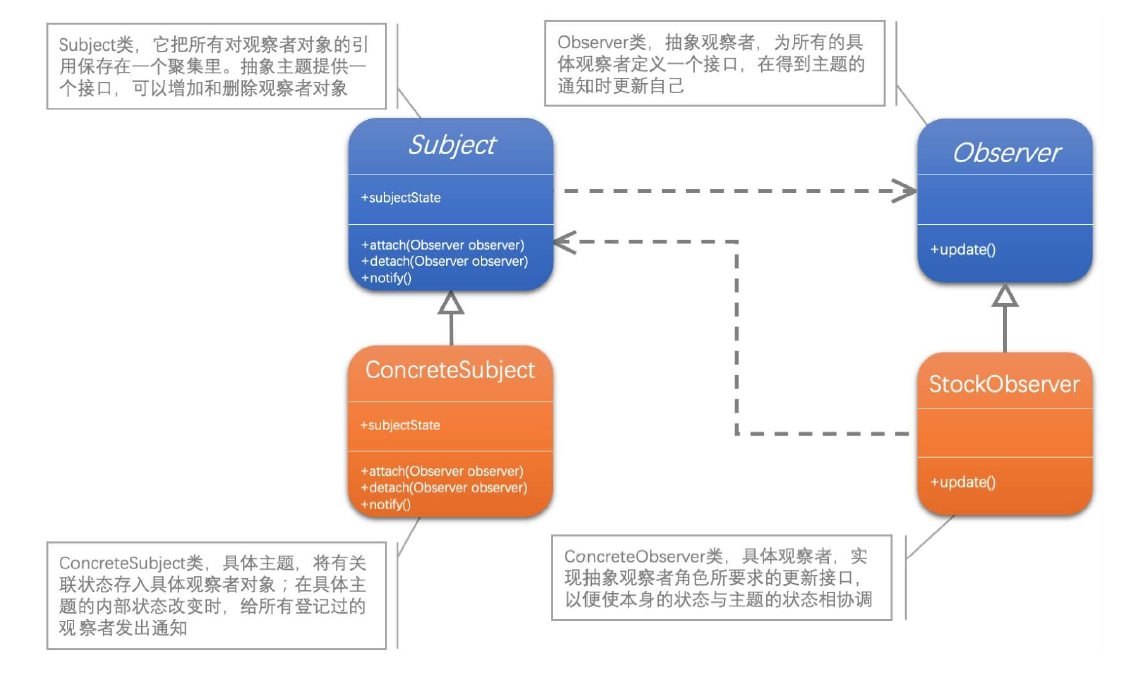 Subject类，它把所有对观察者对象的引
用保存在一个聚集里。抽象主题提供一
个接口，可以增加和删除观察者对象
Observer类，抽象观察者，为所有的具
体观察者定义一个接口，在得到主题的
通知时更新自己
Subject
+subjectState
+attach(Observer observer)
+detach(Observer observer)
+notify()
Observer
+update()
ConcreteSubject
+subjectState
+attach(Observer observer)
+detach(Observer observer)
+notify()
StockObserver
+update()
ConcreteSubject类，具体主题，将有关
联状态存入具体观察者对象；在具体主
题的内部状态改变时，给所有登记过的
观察者发出通知
ConcreteObserver类，具体观察者，实
现抽象观察者角色所要求的更新接口，
以便使本身的状态与主题的状态相协调